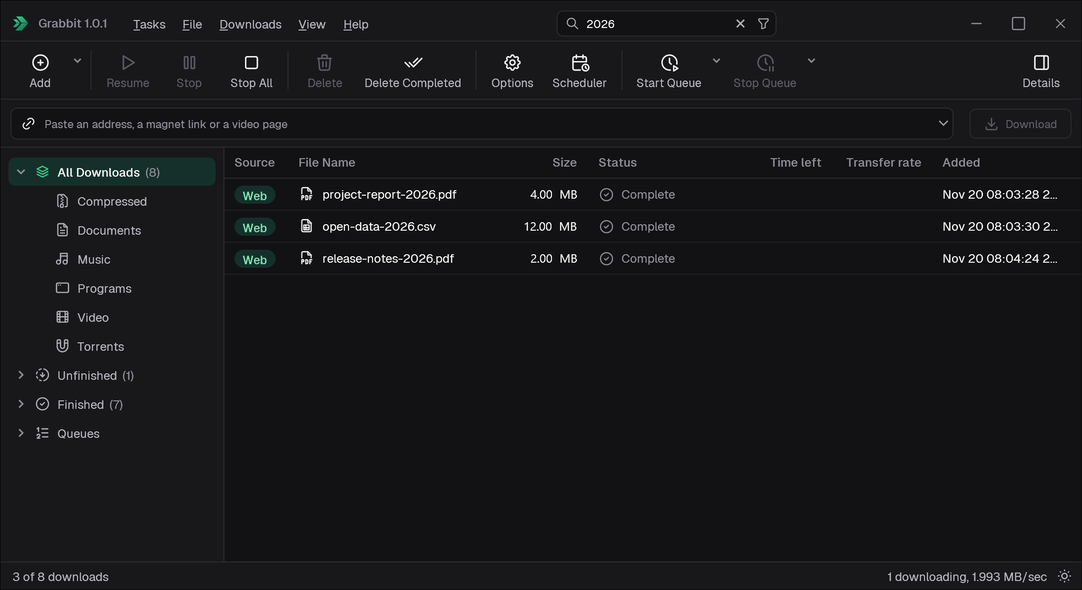 Grabbit 1.0.1 Tasks File Downloads View Help 2026
Add Resume Stop Stop All Delete Delete Completed Options Scheduler Start Queue Stop Queue Details
Paste an address, a magnet link or a video page Download
All Downloads (8)
Compressed
Documents
Music
Programs
Video
Torrents
Unfinished (1)
Finished (7)
Queues
Source File Name Size Status Time left Transfer rate Added
Web project-report-2026.pdf 4.00 MB Complete Nov 20 08:03:28 2...
Web open-data-2026.csv 12.00 MB Complete Nov 20 08:03:30 2...
Web release-notes-2026.pdf 2.00 MB Complete Nov 20 08:04:24 2...
3 of 8 downloads 1 downloading, 1.993 MB/sec